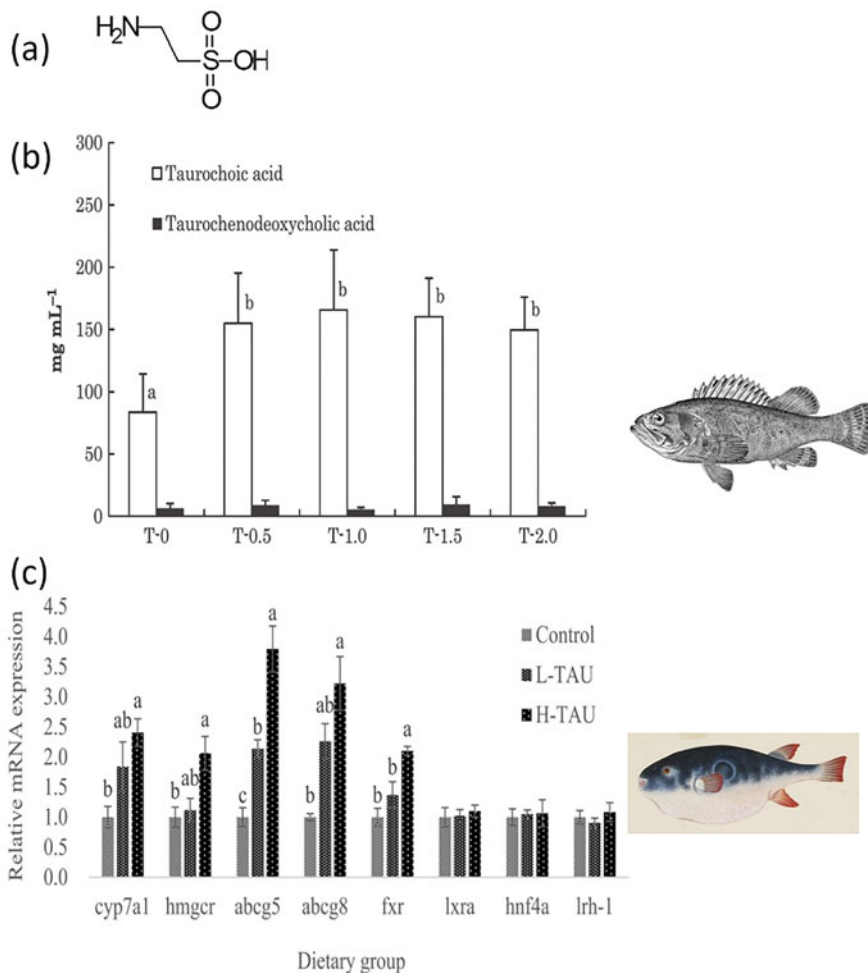 (a)
H₂N
O
S
OH
O
(b)
300
250
200
150
100
50
0
mg mL⁻¹
Taurochoic acid
Taurochenodeoxycholic acid
a
b
b
b
b
T-0 T-0.5 T-1.0 T-1.5 T-2.0
(c)
4.5
4.0
3.5
3.0
2.5
2.0
1.5
1.0
0.5
0.0
Relative mRNA expression
Control
L-TAU
H-TAU
b ab a
b ab a
c b a
b ab a
b b a
cyp7a1 hmgcr abcg5 abcg8 fxr lxra hnf4a lrh-1
Dietary group